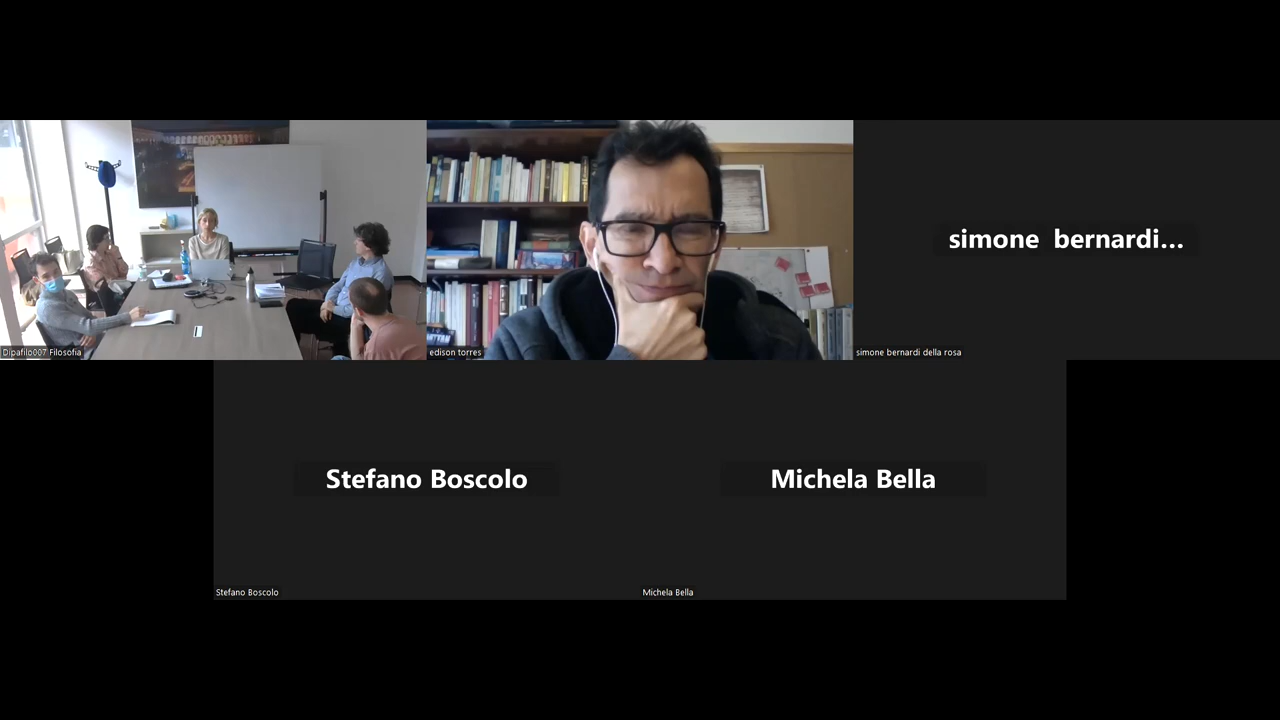 simone bernardi...
Dipafilo007 Filosofia
edison torres
simone bernardi della rosa
Stefano Boscolo
Michela Bella
Stefano Boscolo
Michela Bella